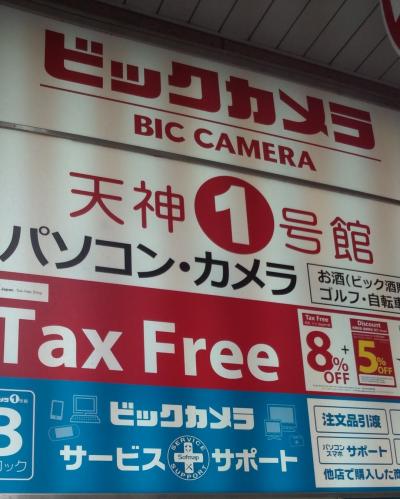 ビックカメラ
BIC CAMERA
天神1号館
パソコン・カメラ
お酒(ビック酒販
ゴルフ・自転車
Tax Free
Tax Free
8%OFF
+
Discount
5%OFF
ビックカメラ
サービスサポート
SERVICE
Sofmap
SUPPORT
注文品引渡
パソコン
スマホ サポート
他店で購入した商